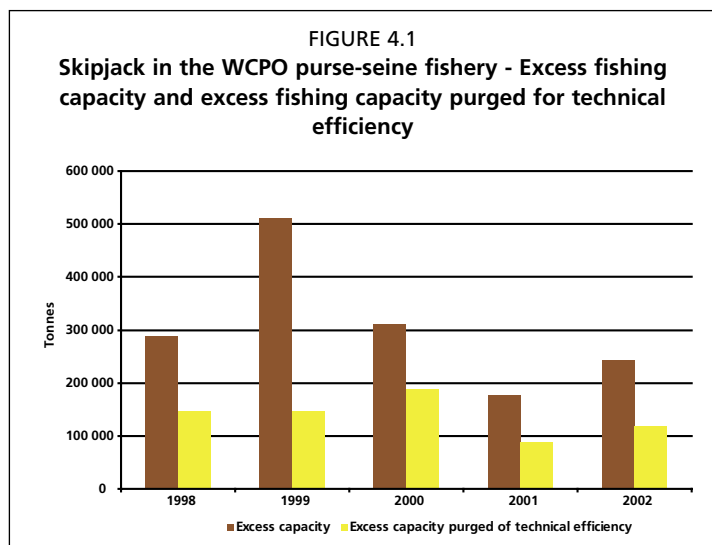 FIGURE 4.1
Skipjack in the WCPO purse-seine fishery - Excess fishing
capacity and excess fishing capacity purged for technical
efficiency
600 000
500 000
400 000
300 000
200 000
100 000
0
Tonnes
1998 1999 2000 2001 2002
Excess capacity Excess capacity purged of technical efficiency